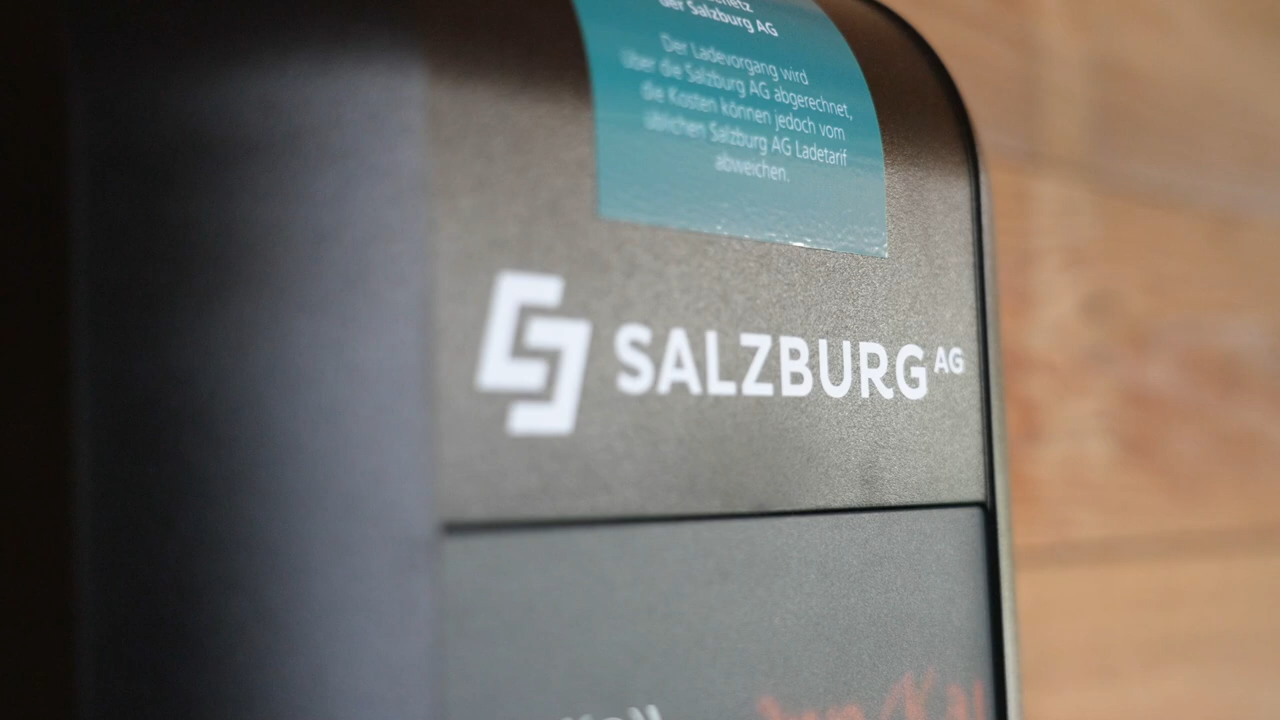 der Salzburg AG
Der Ladevorgang wird
über die Salzburg AG abgerechnet,
die Kosten können jedoch vom
üblichen Salzburg AG Ladetarif
abweichen.
SALZBURG AG